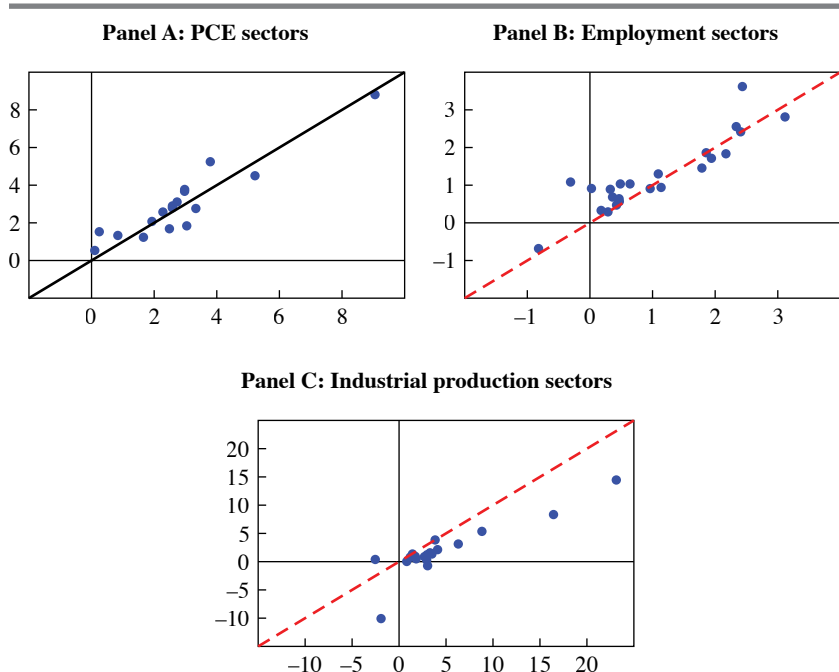 Panel A: PCE sectors
8
6
4
2
0
0 2 4 6 8
Panel B: Employment sectors
3
2
1
0
–1
–1 0 1 2 3
Panel C: Industrial production sectors
20
15
10
5
0
–5
–10
–10 –5 0 5 10 15 20